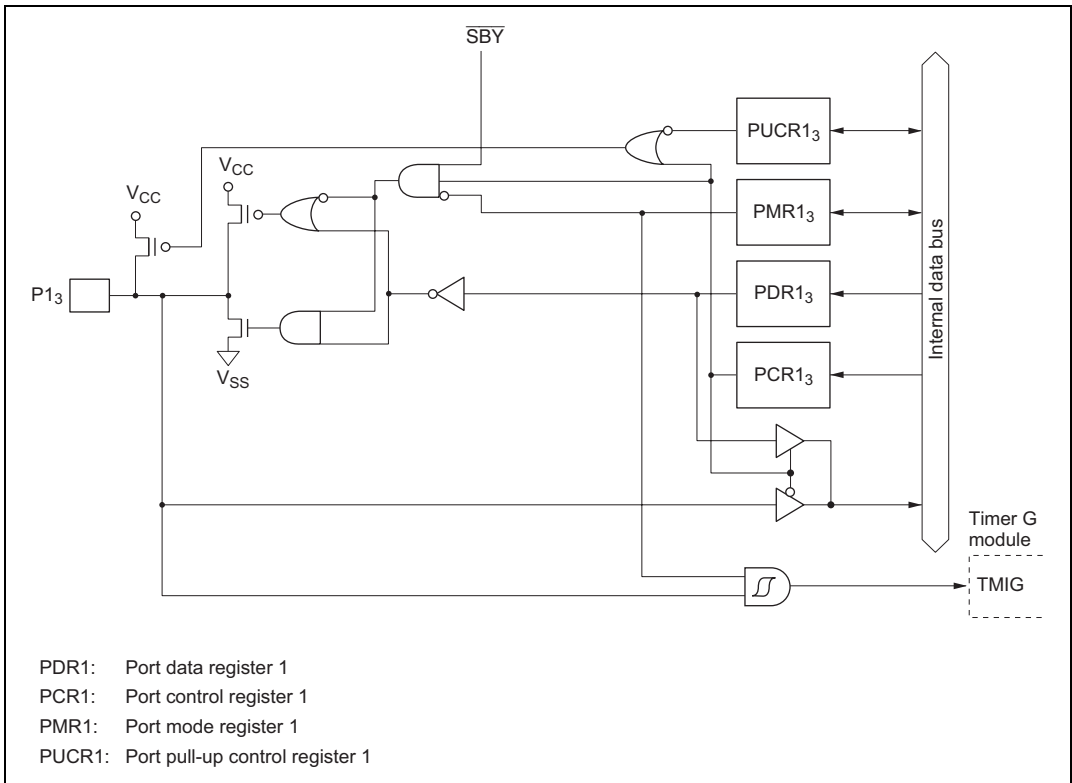 SBY
PUCR1₃
VCC
VCC
PMR1₃
P1₃
PDR1₃
Internal data bus
VSS
PCR1₃
Timer G
module
TMIG
PDR1: Port data register 1
PCR1: Port control register 1
PMR1: Port mode register 1
PUCR1: Port pull-up control register 1